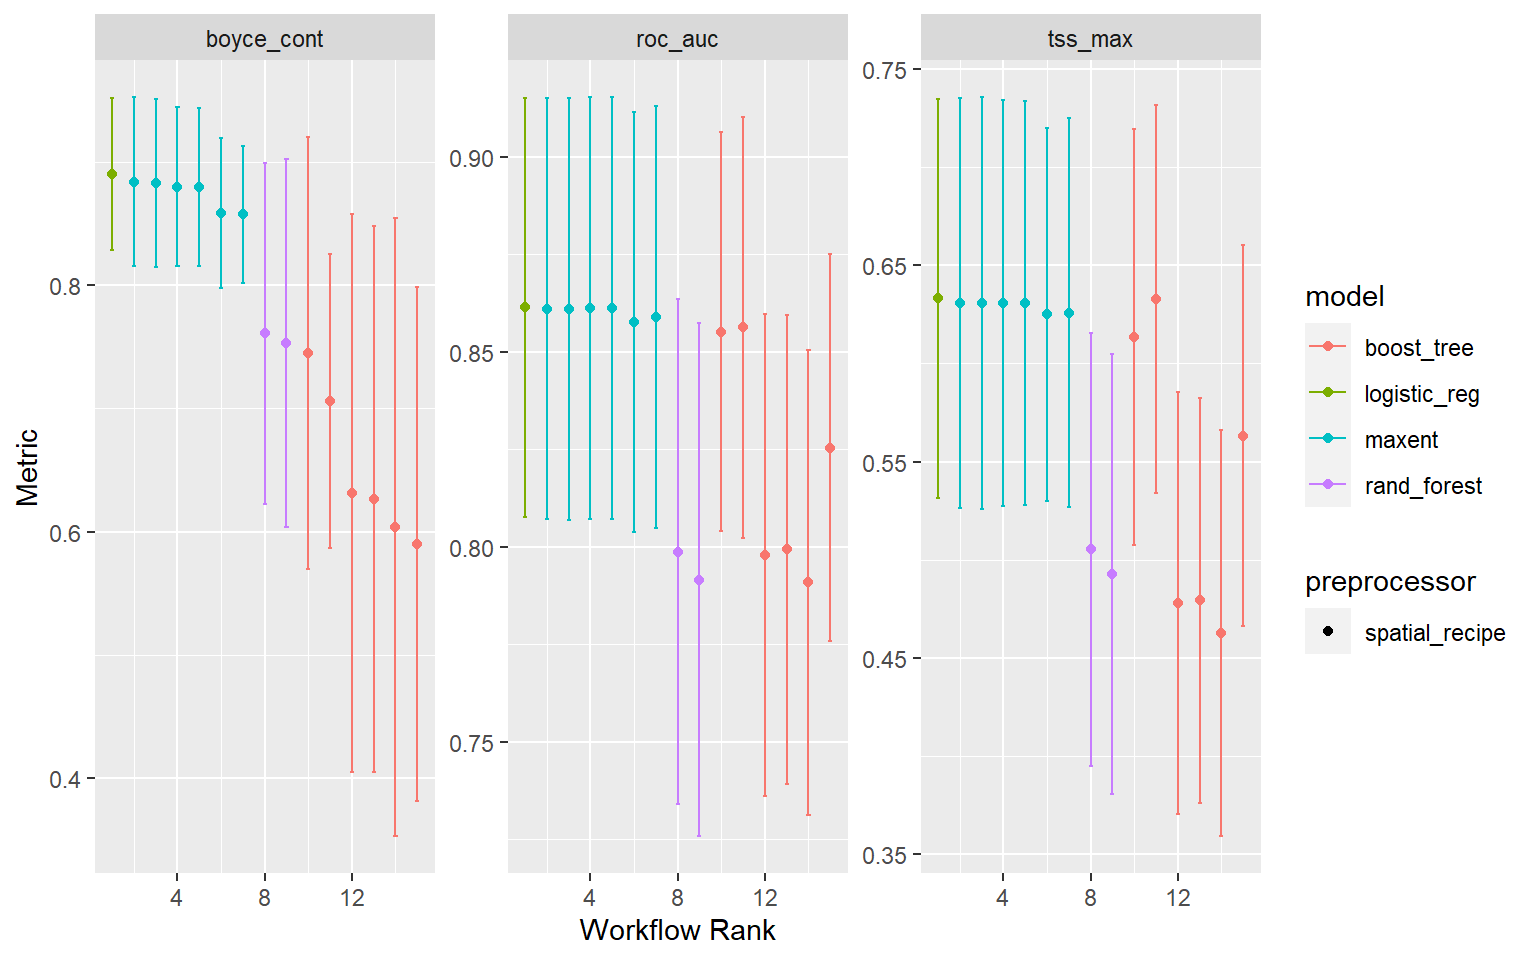 boyce_cont
roc_auc
tss_max
Metric
0.8
0.6
0.4
0.90
0.85
0.80
0.75
0.75
0.65
0.55
0.45
0.35
4
8
12
4
8
12
4
8
12
Workflow Rank
model
boost_tree
logistic_reg
maxent
rand_forest
preprocessor
spatial_recipe